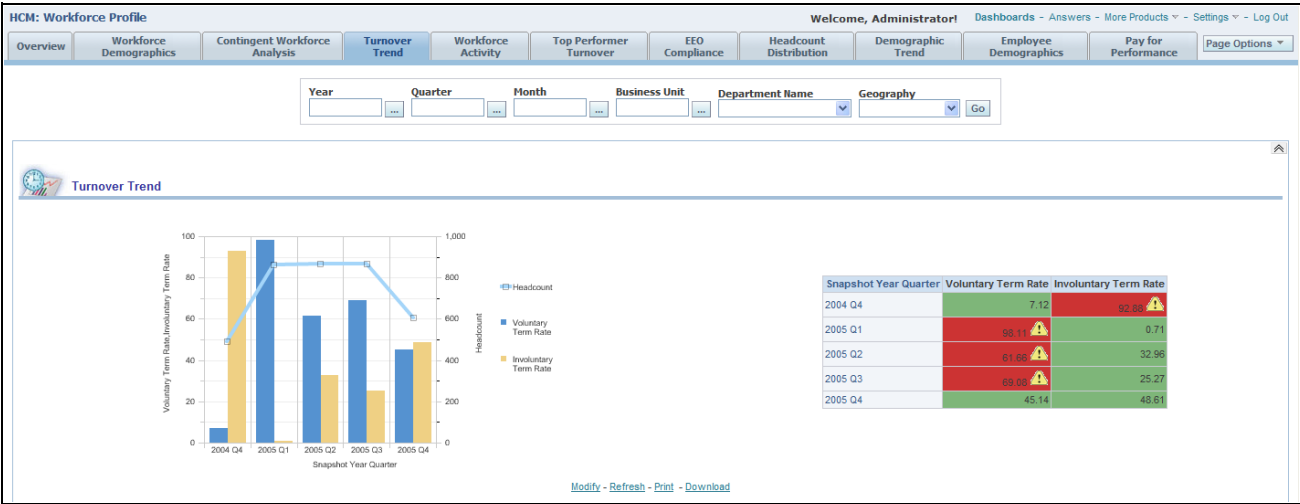 HCM: Workforce Profile
Welcome, Administrator! Dashboards - Answers - More Products - Settings - Log Out
Overview
Workforce Demographics
Contingent Workforce Analysis
Turnover Trend
Workforce Activity
Top Performer Turnover
EEO Compliance
Headcount Distribution
Demographic Trend
Employee Demographics
Pay for Performance
Page Options
Year Quarter Month Business Unit Department Name Geography
... ... ... ... Go
Turnover Trend
Voluntary Term Rate,Involuntary Term Rate
100
80
60
40
20
0
1,000
800
600
400
200
0
Headcount
2004 Q4 2005 Q1 2005 Q2 2005 Q3 2005 Q4
Snapshot Year Quarter
Headcount
Voluntary
Term Rate
Involuntary
Term Rate
Snapshot Year Quarter Voluntary Term Rate Involuntary Term Rate
2004 Q4 7.12 92.88
2005 Q1 98.11 0.71
2005 Q2 61.66 32.96
2005 Q3 69.08 25.27
2005 Q4 45.14 48.61
Modify - Refresh - Print - Download